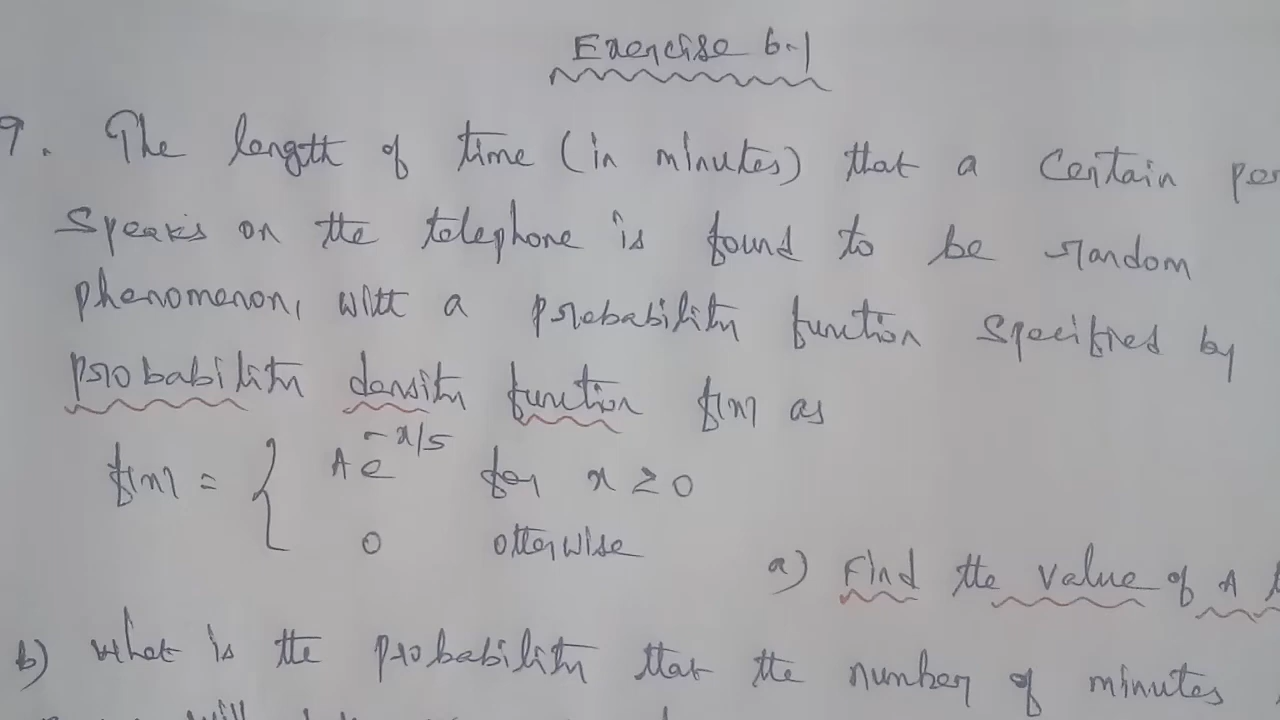 Exercise 6.1
9. The length of time (in minutes) that a certain per
speaks on the telephone is found to be random
phenomenon, with a probability function specified by
probability density function f(x) as
f(x) = { A e^{-x/5} for x ≥ 0
0 otherwise
a) Find the value of A
b) What is the probability that the number of minutes
will